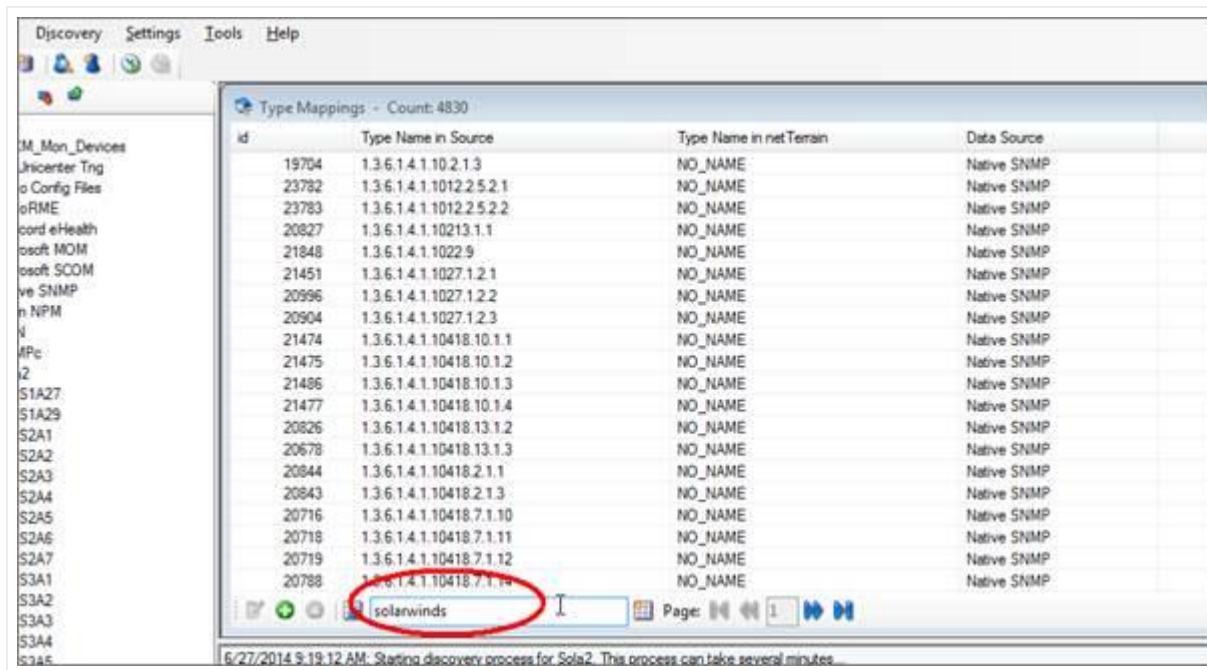 Discovery Settings Tools Help
Type Mappings - Count: 4830
id Type Name in Source Type Name in netTerrain Data Source
19704 1.3.6.1.4.1.10.2.1.3 NO_NAME Native SNMP
23782 1.3.6.1.4.1.1012.2.5.2.1 NO_NAME Native SNMP
23783 1.3.6.1.4.1.1012.2.5.2.2 NO_NAME Native SNMP
20827 1.3.6.1.4.1.10213.1.1 NO_NAME Native SNMP
21848 1.3.6.1.4.1.1022.9 NO_NAME Native SNMP
21451 1.3.6.1.4.1.1027.1.2.1 NO_NAME Native SNMP
20996 1.3.6.1.4.1.1027.1.2.2 NO_NAME Native SNMP
20904 1.3.6.1.4.1.1027.1.2.3 NO_NAME Native SNMP
21474 1.3.6.1.4.1.10418.10.1.1 NO_NAME Native SNMP
21475 1.3.6.1.4.1.10418.10.1.2 NO_NAME Native SNMP
21486 1.3.6.1.4.1.10418.10.1.3 NO_NAME Native SNMP
21477 1.3.6.1.4.1.10418.10.1.4 NO_NAME Native SNMP
20826 1.3.6.1.4.1.10418.13.1.2 NO_NAME Native SNMP
20678 1.3.6.1.4.1.10418.13.1.3 NO_NAME Native SNMP
20844 1.3.6.1.4.1.10418.2.1.1 NO_NAME Native SNMP
20843 1.3.6.1.4.1.10418.2.1.3 NO_NAME Native SNMP
20716 1.3.6.1.4.1.10418.7.1.10 NO_NAME Native SNMP
20718 1.3.6.1.4.1.10418.7.1.11 NO_NAME Native SNMP
20719 1.3.6.1.4.1.10418.7.1.12 NO_NAME Native SNMP
20788 1.3.6.1.4.1.10418.7.1.14 NO_NAME Native SNMP
solarwinds Page: 1
6/27/2014 9:19:12 AM: Starting discovery process for Sola2. This process can take several minutes...
M_Mon_Devices
Unicenter Tng
o Config Files
oRME
cord eHealth
osoft MOM
osoft SCOM
ve SNMP
n NPM
MPc
a2
S1A27
S1A29
S2A1
S2A2
S2A3
S2A4
S2A5
S2A6
S2A7
S3A1
S3A2
S3A3
S3A4
S3A5